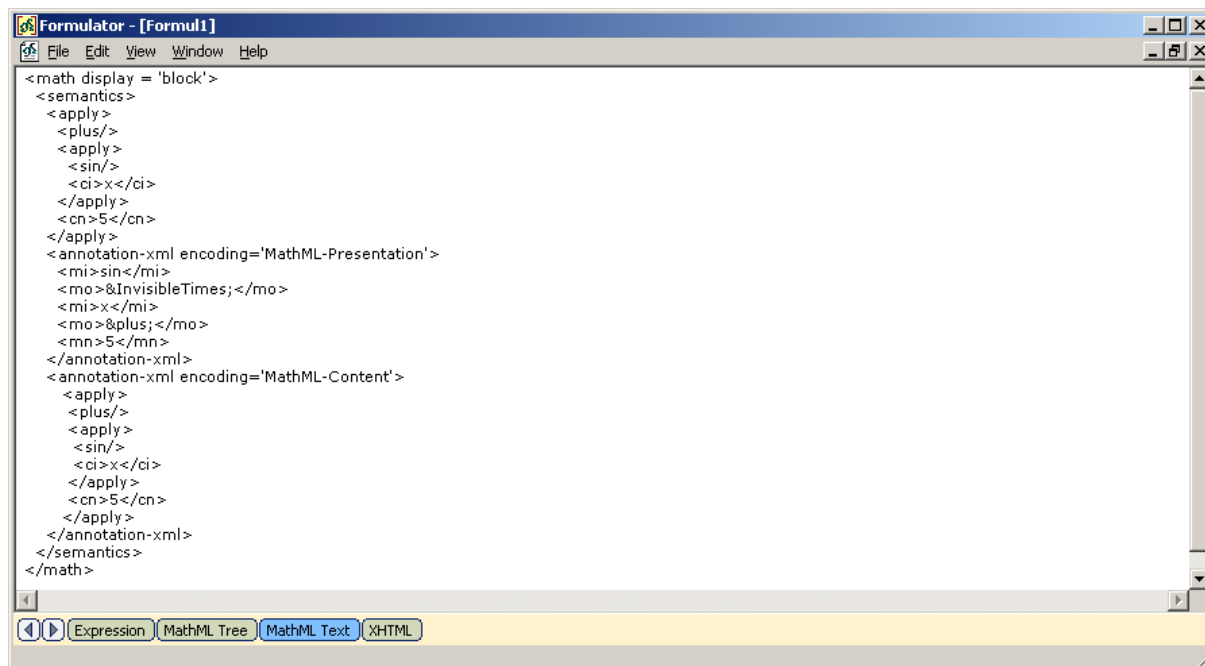 Formulator - [Formul1]
File Edit View Window Help
<math display = 'block'>
<semantics>
<apply>
<plus/>
<apply>
<sin/>
<ci>x</ci>
</apply>
<cn>5</cn>
</apply>
<annotation-xml encoding='MathML-Presentation'>
<mi>sin</mi>
<mo>&InvisibleTimes;</mo>
<mi>x</mi>
<mo>&plus;</mo>
<mn>5</mn>
</annotation-xml>
<annotation-xml encoding='MathML-Content'>
<apply>
<plus/>
<apply>
<sin/>
<ci>x</ci>
</apply>
<cn>5</cn>
</apply>
</annotation-xml>
</semantics>
</math>
Expression MathML Tree MathML Text XHTML